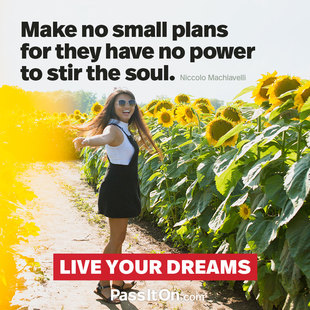 Make no small plans
for they have no power
to stir the soul. Niccolo Machiavelli
LIVE YOUR DREAMS
PassItOn.com